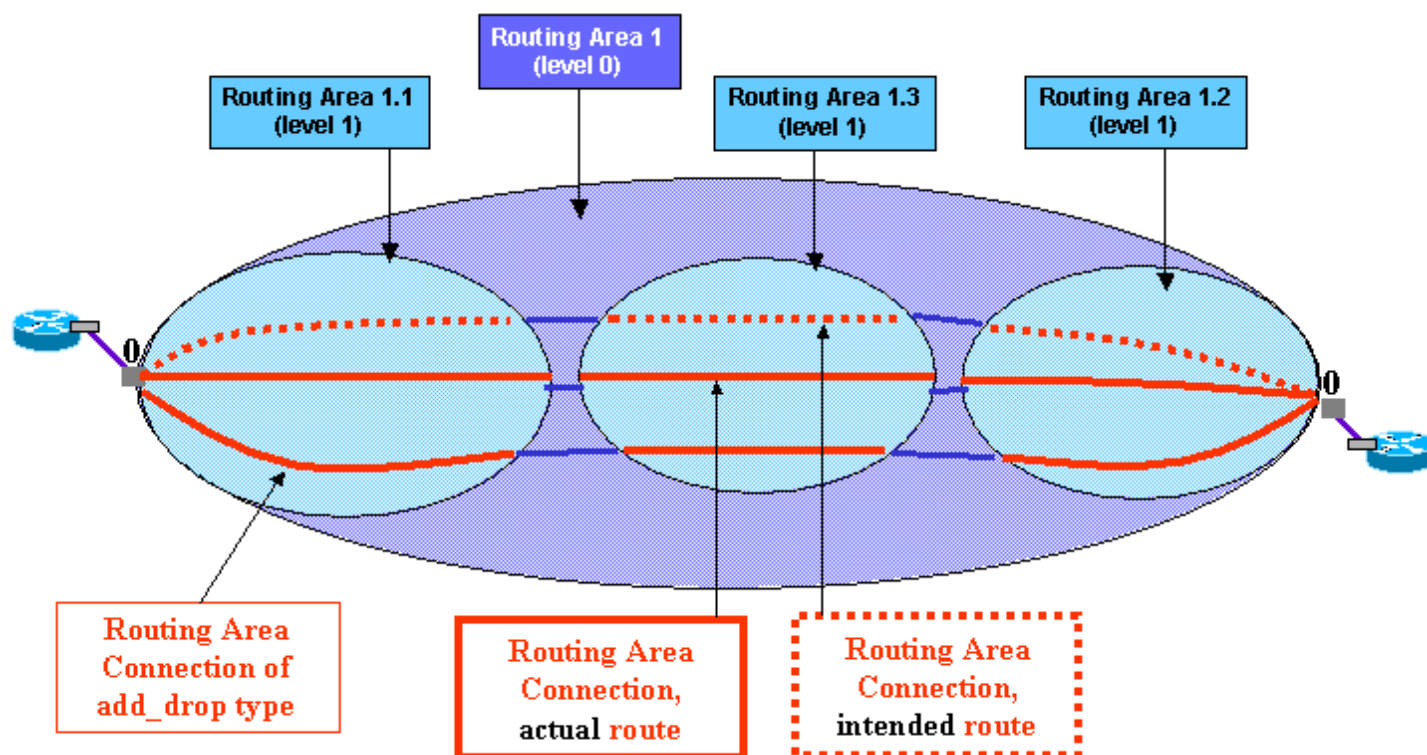 Routing Area 1
(level 0)
Routing Area 1.1
(level 1)
Routing Area 1.3
(level 1)
Routing Area 1.2
(level 1)
0
0
Routing Area
Connection of
add_drop type
Routing Area
Connection,
actual route
Routing Area
Connection,
intended route